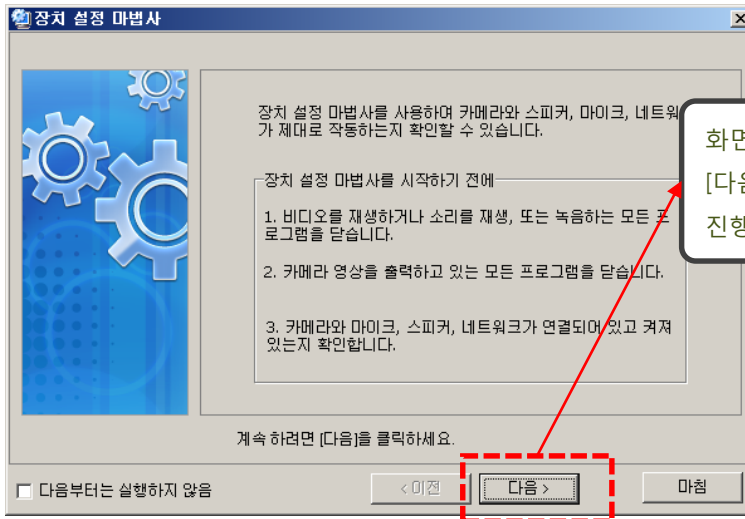 장치 설정 마법사
장치 설정 마법사를 사용하여 카메라와 스피커, 마이크, 네트워
가 제대로 작동하는지 확인할 수 있습니다.
장치 설정 마법사를 시작하기 전에
1. 비디오를 재생하거나 소리를 재생, 또는 녹음하는 모든 프
로그램을 닫습니다.
2. 카메라 영상을 출력하고 있는 모든 프로그램을 닫습니다.
3. 카메라와 마이크, 스피커, 네트워크가 연결되어 있고 켜져
있는지 확인합니다.
화면
[다음
진행
계속 하려면 [다음]을 클릭하세요.
다음부터는 실행하지 않음
< 이전
다음 >
마침